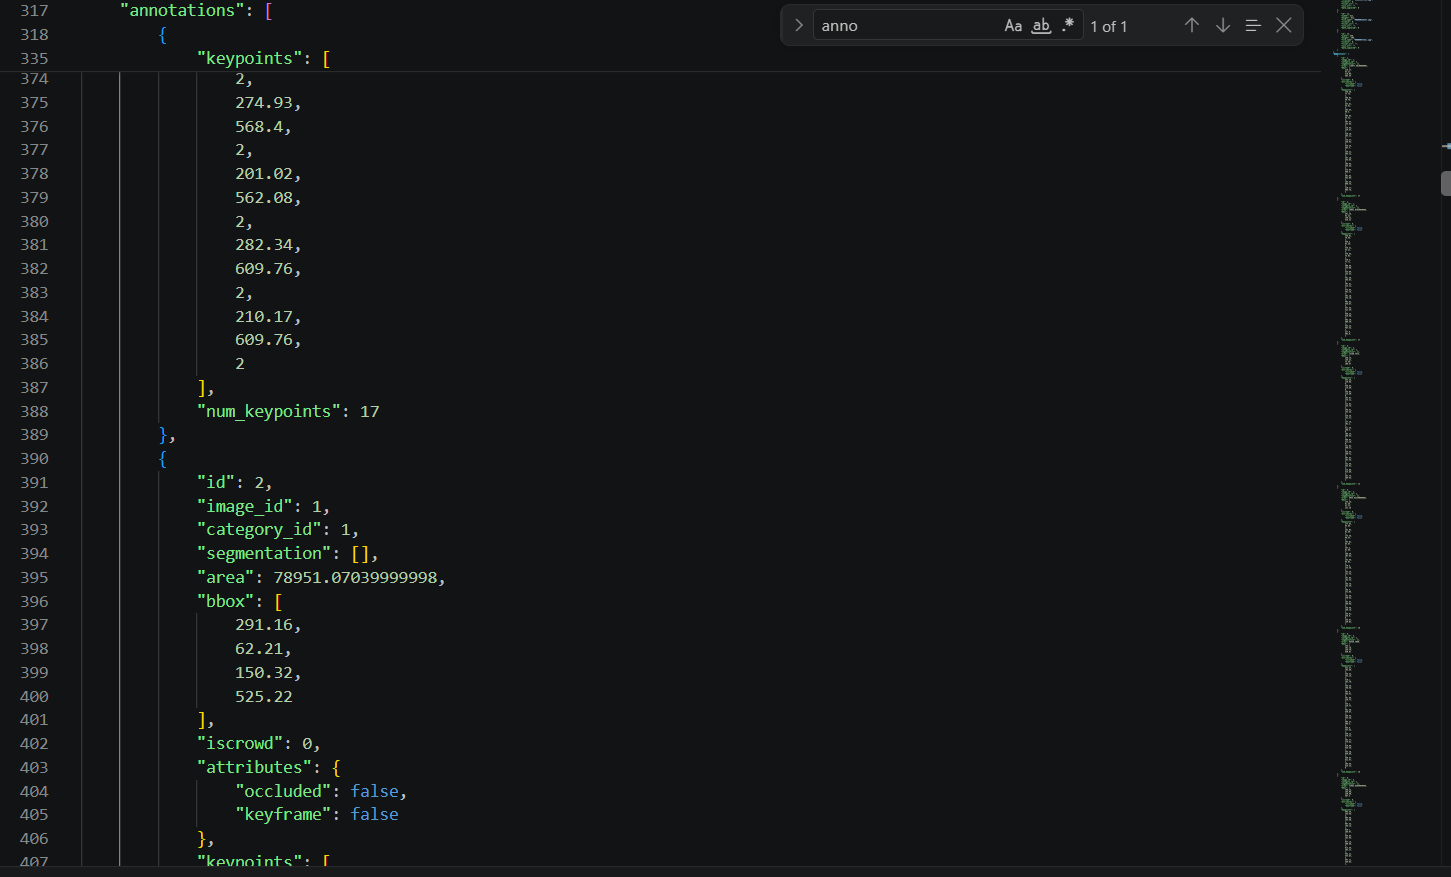 317 "annotations": [
318 {
335 "keypoints": [
anno Aa ab .* 1 of 1
374 2,
375 274.93,
376 568.4,
377 2,
378 201.02,
379 562.08,
380 2,
381 282.34,
382 609.76,
383 2,
384 210.17,
385 609.76,
386 2
387 ],
388 "num_keypoints": 17
389 },
390 {
391 "id": 2,
392 "image_id": 1,
393 "category_id": 1,
394 "segmentation": [],
395 "area": 78951.07039999998,
396 "bbox": [
397 291.16,
398 62.21,
399 150.32,
400 525.22
401 ],
402 "iscrowd": 0,
403 "attributes": {
404 "occluded": false,
405 "keyframe": false
406 },
407 "keypoints": [